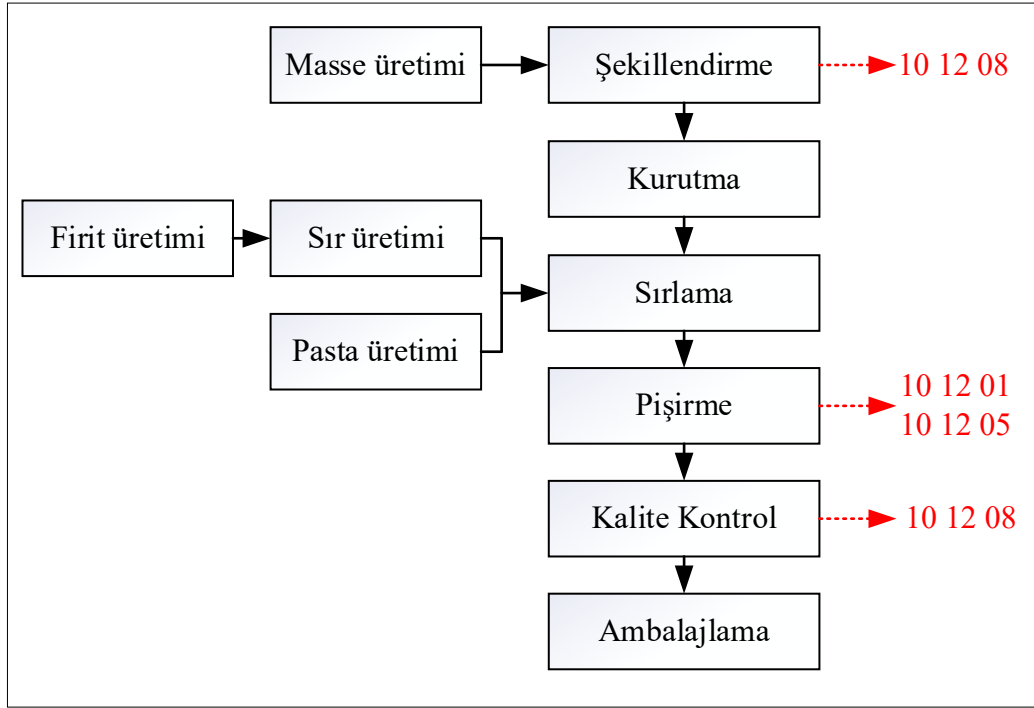 Masse üretimi
Şekillendirme
10 12 08
Kurutma
Firit üretimi
Sır üretimi
Sırlama
Pasta üretimi
Pişirme
10 12 01
10 12 05
Kalite Kontrol
10 12 08
Ambalajlama